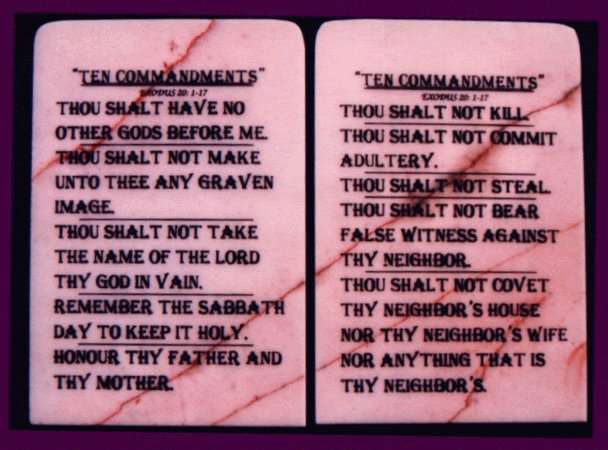 "TEN COMMANDMENTS"
EXODUS 20: 1-17
THOU SHALT HAVE NO
OTHER GODS BEFORE ME.
THOU SHALT NOT MAKE
UNTO THEE ANY GRAVEN
IMAGE.
THOU SHALT NOT TAKE
THE NAME OF THE LORD
THY GOD IN VAIN.
REMEMBER THE SABBATH
DAY TO KEEP IT HOLY.
HONOUR THY FATHER AND
THY MOTHER.
"TEN COMMANDMENTS"
EXODUS 20: 1-17
THOU SHALT NOT KILL.
THOU SHALT NOT COMMIT
ADULTERY.
THOU SHALT NOT STEAL.
THOU SHALT NOT BEAR
FALSE WITNESS AGAINST
THY NEIGHBOR.
THOU SHALT NOT COVET
THY NEIGHBOR'S HOUSE
NOR THY NEIGHBOR'S WIFE
NOR ANYTHING THAT IS
THY NEIGHBOR'S.